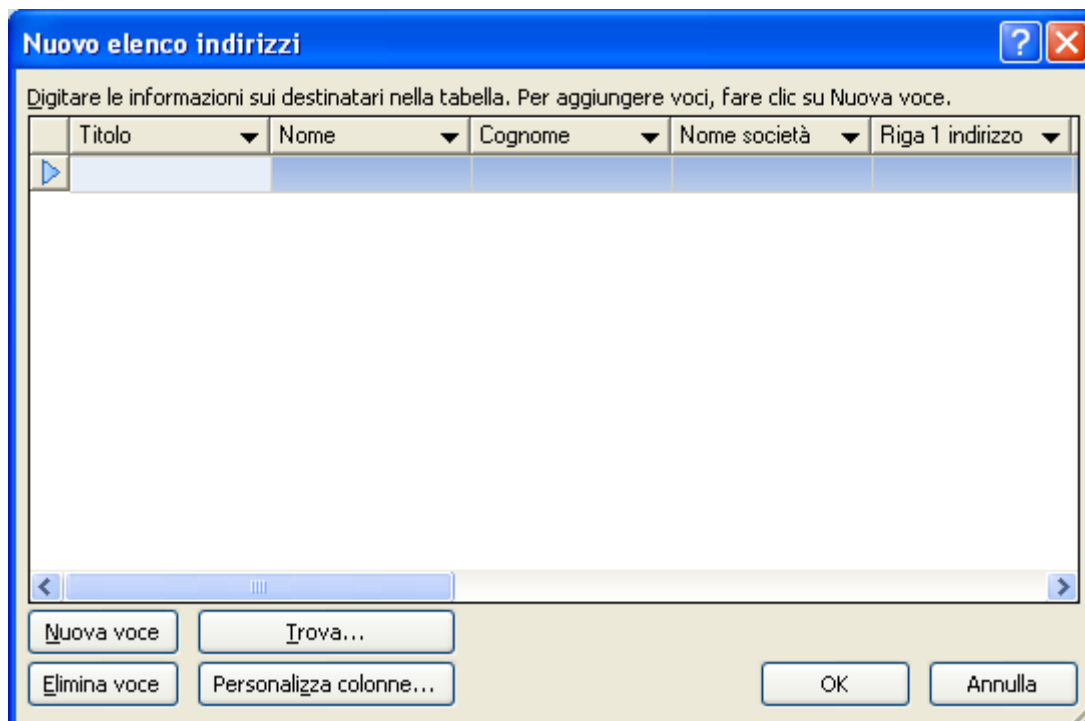 Nuovo elenco indirizzi
Digitare le informazioni sui destinatari nella tabella. Per aggiungere voci, fare clic su Nuova voce.
Titolo Nome Cognome Nome società Riga 1 indirizzo
Nuova voce Trova...
Elimina voce Personalizza colonne... OK Annulla